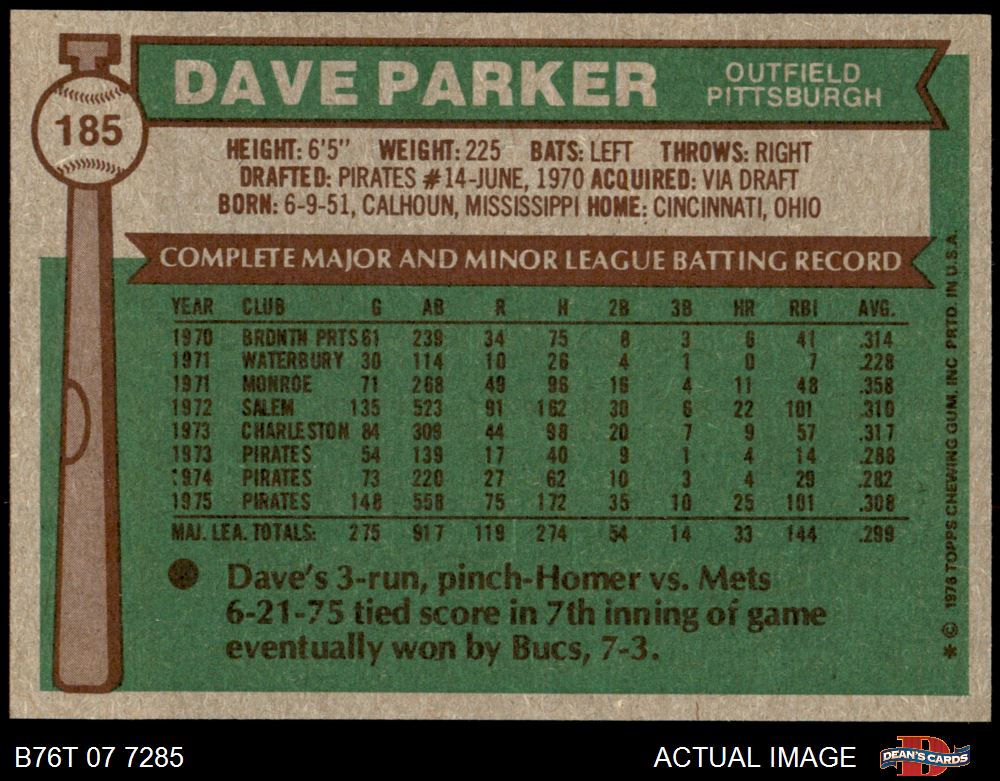 185
DAVE PARKER
OUTFIELD
PITTSBURGH
HEIGHT: 6'5" WEIGHT: 225 BATS: LEFT THROWS: RIGHT
DRAFTED: PIRATES #14-JUNE, 1970 ACQUIRED: VIA DRAFT
BORN: 6-9-51, CALHOUN, MISSISSIPPI HOME: CINCINNATI, OHIO
COMPLETE MAJOR AND MINOR LEAGUE BATTING RECORD
YEAR CLUB G AB R H 2B 3B HR RBI AVG.
1970 BRDNTN PRTS 61 239 34 75 8 3 6 41 .314
1971 WATERBURY 30 114 10 26 4 1 0 7 .228
1971 MONROE 71 268 49 96 16 4 11 48 .358
1972 SALEM 135 523 91 162 30 6 22 101 .310
1973 CHARLESTON 84 309 44 98 20 7 9 57 .317
1973 PIRATES 54 139 17 40 9 1 4 14 .288
1974 PIRATES 73 220 27 62 10 3 4 29 .282
1975 PIRATES 148 558 75 172 35 10 25 101 .308
MAJ. LEA. TOTALS: 275 917 119 274 54 14 33 144 .299
Dave's 3-run, pinch-Homer vs. Mets
6-21-75 tied score in 7th inning of game
eventually won by Bucs, 7-3.
* © 1976 TOPPS CHEWING GUM, INC. PRTD. IN U.S.A.
B76T 07 7285
ACTUAL IMAGE
DEAN'S CARDS